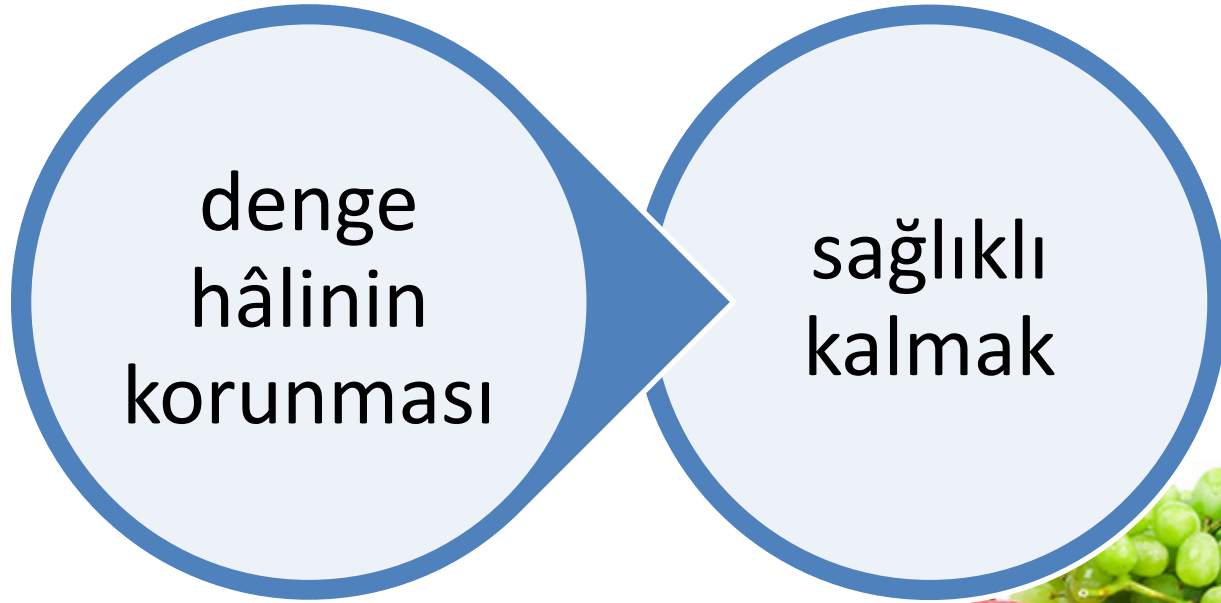 denge
hâlinin
korunması
sağlıklı
kalmak